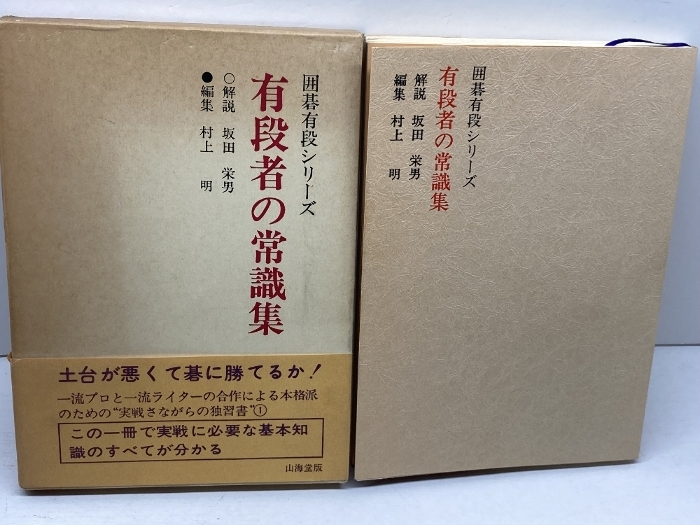 囲碁有段シリーズ
有段者の常識集
○解説 坂田 栄男
●編集 村上 明
土台が悪くて碁に勝てるか!
一流プロと一流ライターの合作による本格派
のための“実戦さながらの独習書”①
この一冊で実戦に必要な基本知
識のすべてが分かる
山海堂版
囲碁有段シリーズ
有段者の常識集
解説 坂田 栄男
編集 村上 明